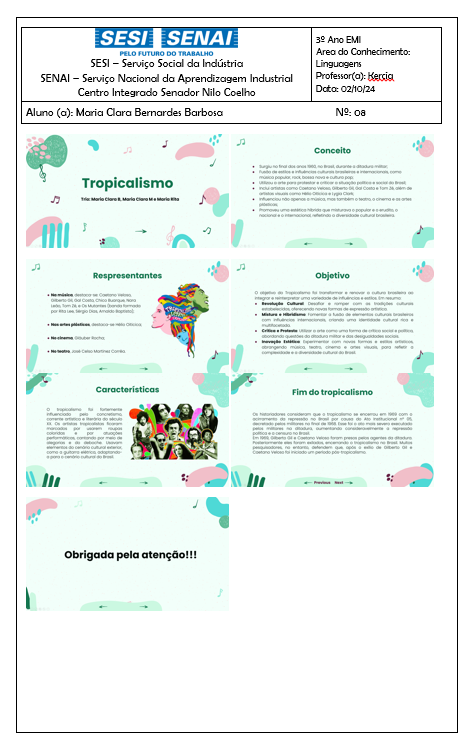 SESI SENAI
PELO FUTURO DO TRABALHO
SESI – Serviço Social da Indústria
SENAI – Serviço Nacional da Aprendizagem Industrial
Centro Integrado Senador Nilo Coelho
3º Ano EMI
Area do Conhecimento:
Linguagens
Professor(a): Kercia
Data: 02/10/24
Aluno (a): Maria Clara Bernardes Barbosa Nº: 08
Tropicalismo
Trio: Maria Clara B, Maria Clara M e Maria Rita
Conceito
Surgiu no final dos anos 1960, no Brasil, durante a ditadura militar;
Fusão de estilos e influências culturais brasileiras e internacionais, como
música popular, rock, bossa nova e cultura pop;
Utilizou a arte para protestar e criticar a situação política e social do Brasil;
Inclui artistas como Caetano Veloso, Gilberto Gil, Gal Costa e Tom Zé, além de
artistas visuais como Hélio Oiticica e Lygia Clark;
Influenciou não apenas a música, mas também o teatro, o cinema e as artes
plásticas;
Promoveu uma estética híbrida que misturava o popular e o erudito, o
nacional e o internacional, refletindo a diversidade cultural brasileira.
Respresentantes
Na música, destaca-se: Caetano Veloso,
Gilberto Gil, Gal Costa, Chico Buarque, Nara
Leão, Tom Zé, e Os Mutantes (banda formada
por Rita Lee, Sérgio Dias, Arnaldo Baptista);
Nas artes plásticas, destaca-se Hélio Oiticica;
No cinema, Glauber Rocha;
No teatro, José Celso Martinez Corrêa;
Objetivo
O objetivo do Tropicalismo foi transformar e renovar a cultura brasileira ao
integrar e reinterpretar uma variedade de influências e estilos. Em resumo:
Revolução Cultural: Desafiar e romper com as tradições culturais
estabelecidas, oferecendo novas formas de expressão artística.
Mistura e Hibridismo: Fomentar a fusão de elementos culturais brasileiros
com influências internacionais, criando uma identidade cultural rica e
multifacetada.
Crítica e Protesto: Utilizar a arte como uma forma de crítica social e política,
abordando questões da ditadura militar e das desigualdades sociais.
Inovação Estética: Experimentar com novas formas e estilos artísticos,
abrangendo música, teatro, cinema e artes visuais, para refletir a
complexidade e a diversidade cultural do Brasil.
Características
O tropicalismo foi fortemente
influenciado pelo concretismo,
corrente artística e literária do século
XX. Os artistas tropicalistas ficaram
marcados por usarem roupas
coloridas e por atuações
performáticas, contando por meio de
alegorias e do deboche. Usavam
elementos do cenário cultural exterior,
como a guitarra elétrica, adaptando-
a para o cenário cultural do Brasil.
Fim do tropicalismo
Os historiadores consideram que o tropicalismo se encerrou em 1969 com o
acirramento da repressão no Brasil por causa do Ato Institucional nº 05,
decretado pelos militares no final de 1968. Esse foi o ato mais severo executado
pelos militares na ditadura, aumentando consideravelmente a repressão
política e a censura no Brasil.
Em 1969, Gilberto Gil e Caetano Veloso foram presos pelos agentes da ditadura.
Posteriormente eles foram exilados, encerrando o tropicalismo no Brasil. Muitos
pesquisadores, no entanto, defendem que, após o exílio de Gilberto Gil e
Caetano Veloso foi iniciado um período pós-tropicalismo.
Previous Next
Obrigada pela atenção!!!